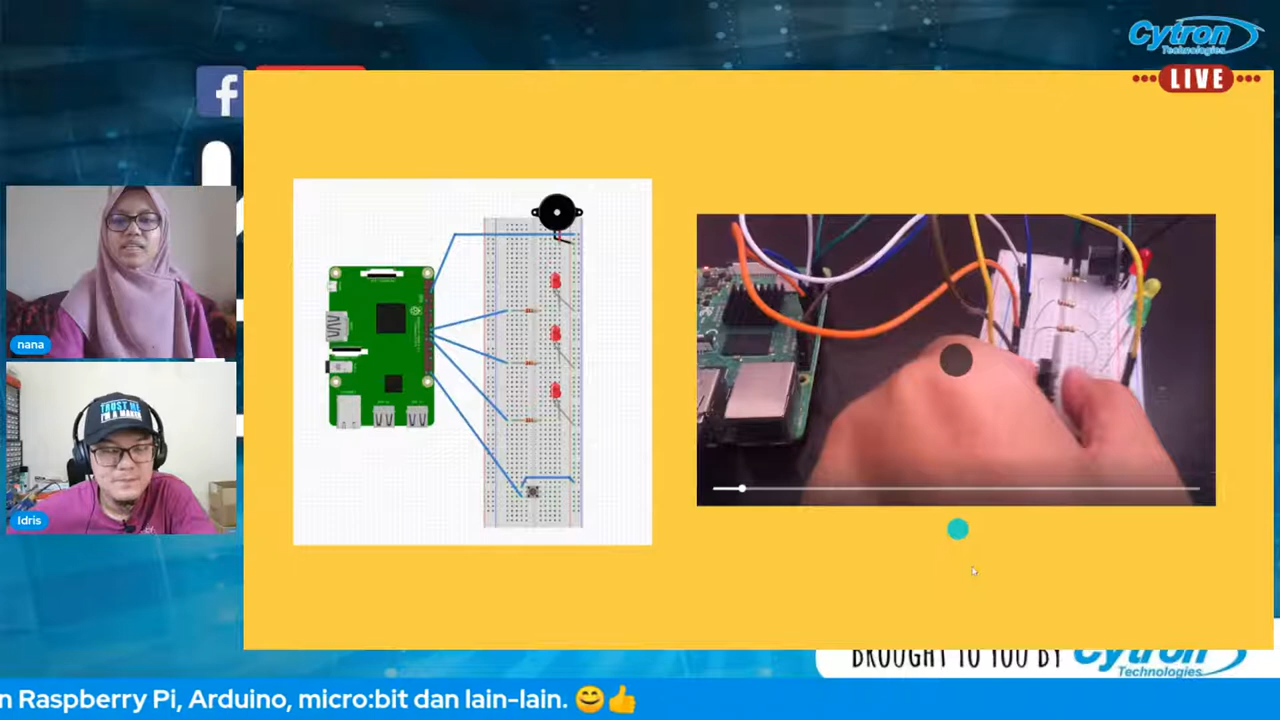 Cytron
Technologies
LIVE
f
nana
TRUST ME
I'M A MAKER
Idris
BROUGHT TO YOU BY Cytron
Technologies
n Raspberry Pi, Arduino, micro:bit dan lain-lain. 😊👍